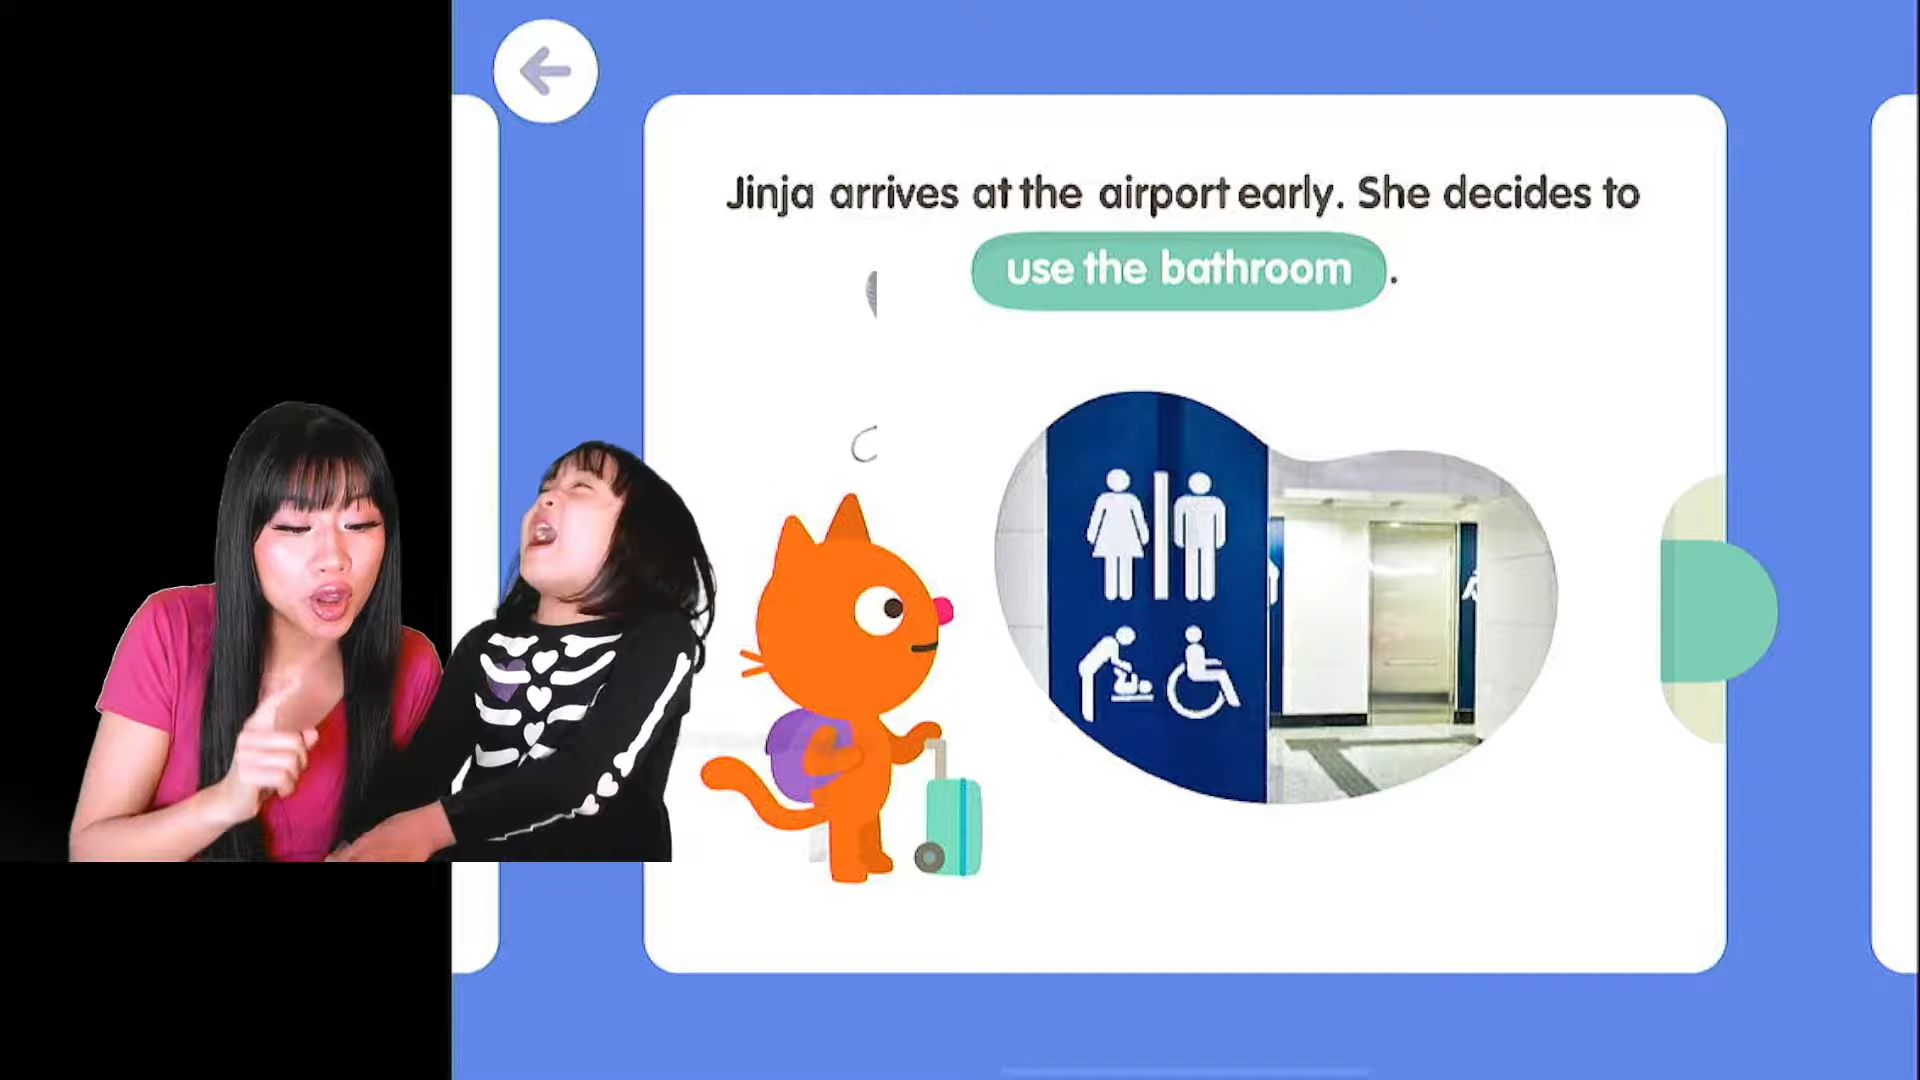 Jinja arrives at the airport early. She decides to
use the bathroom.